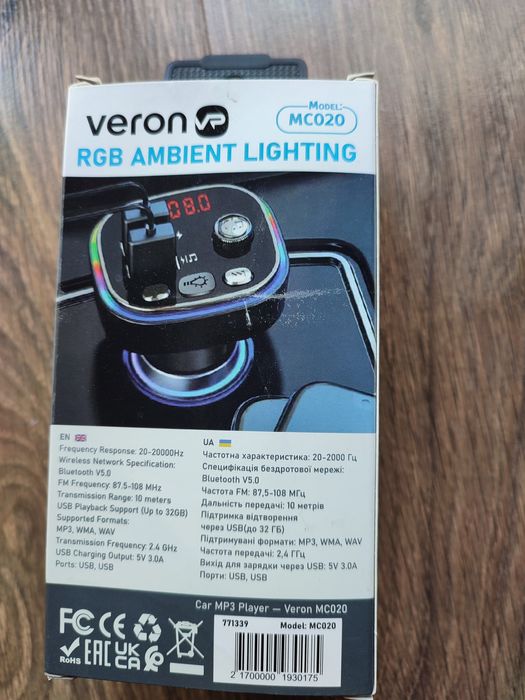 veron
Model:
MC020
RGB AMBIENT LIGHTING
08.0
EN
Frequency Response: 20-20000Hz
Wireless Network Specification:
Bluetooth V5.0
FM Frequency: 87.5-108 MHz
Transmission Range: 10 meters
USB Playback Support (Up to 32GB)
Supported Formats:
MP3, WMA, WAV
Transmission Frequency: 2.4 GHz
USB Charging Output: 5V 3.0A
Ports: USB, USB
UA
Частотна характеристика: 20-2000 Гц
Специфікація бездротової мережі:
Bluetooth V5.0
Частота FM: 87,5-108 МГц
Дальність передачі: 10 метрів
Підтримка відтворення
через USB(до 32 ГБ)
Підтримувані формати: MP3, WMA, WAV
Частота передачі: 2,4 ГГц
Вихід для зарядки через USB: 5V 3.0A
Порти: USB, USB
Car MP3 Player — Veron MC020
FC CE
RoHS EAC UK CA
771339 Model: MC020
2 1700000 1930175